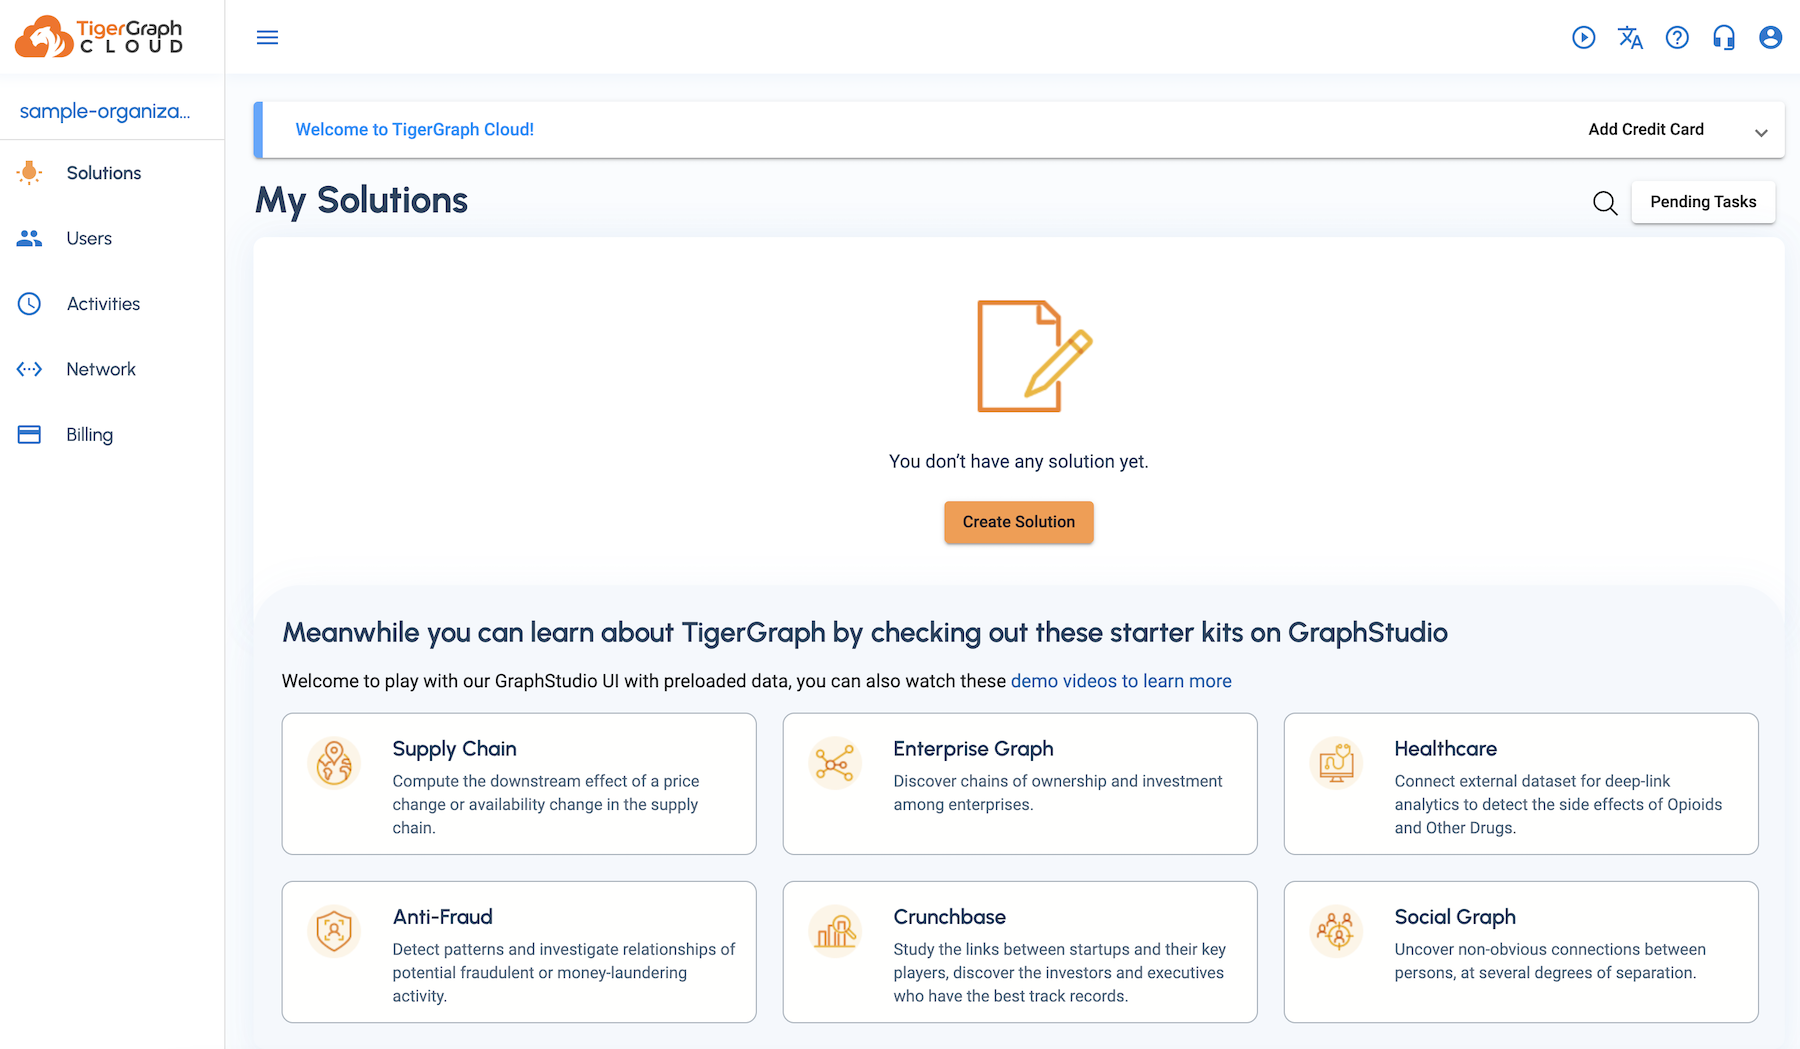 TigerGraph
CLOUD
sample-organiza...
Solutions
Users
Activities
Network
Billing
Welcome to TigerGraph Cloud!
Add Credit Card
My Solutions
Pending Tasks
You don’t have any solution yet.
Create Solution
Meanwhile you can learn about TigerGraph by checking out these starter kits on GraphStudio
Welcome to play with our GraphStudio UI with preloaded data, you can also watch these demo videos to learn more
Supply Chain
Compute the downstream effect of a price
change or availability change in the supply
chain.
Enterprise Graph
Discover chains of ownership and investment
among enterprises.
Healthcare
Connect external dataset for deep-link
analytics to detect the side effects of Opioids
and Other Drugs.
Anti-Fraud
Detect patterns and investigate relationships of
potential fraudulent or money-laundering
activity.
Crunchbase
Study the links between startups and their key
players, discover the investors and executives
who have the best track records.
Social Graph
Uncover non-obvious connections between
persons, at several degrees of separation.